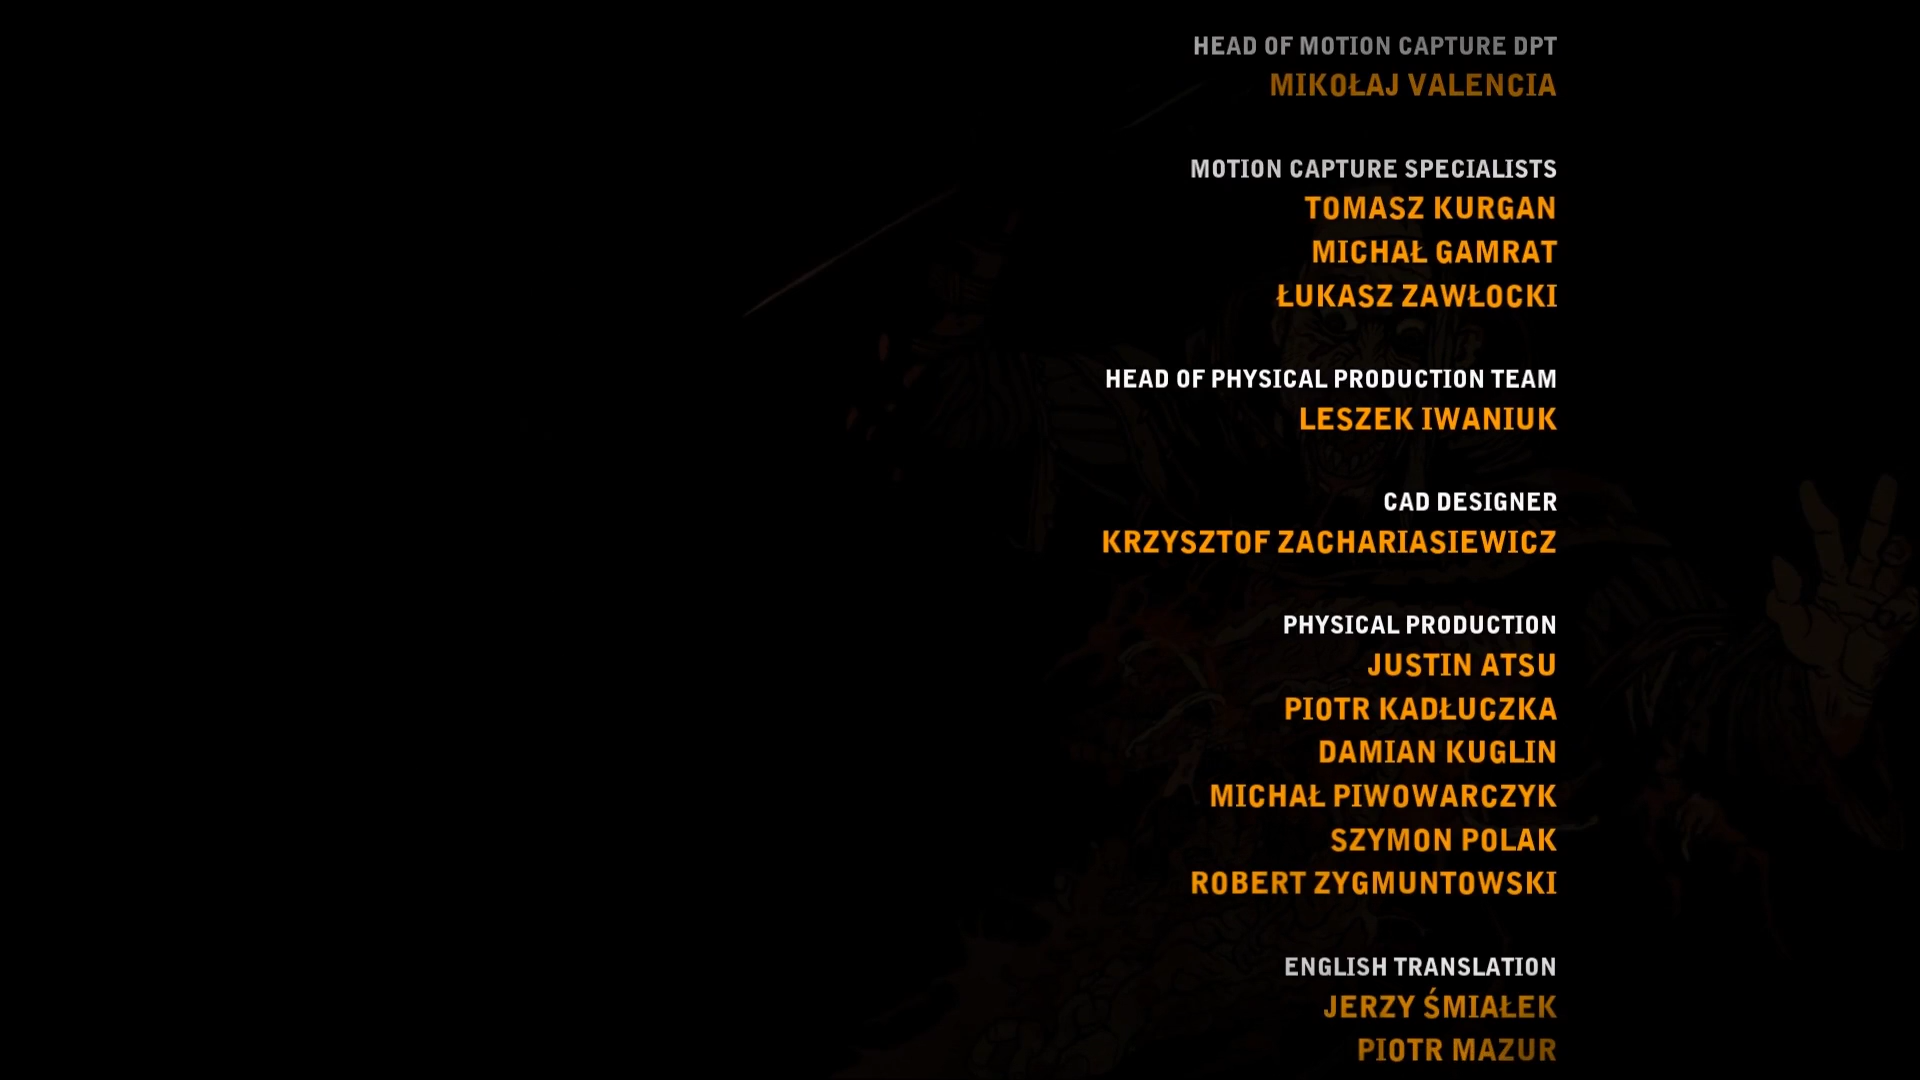 HEAD OF MOTION CAPTURE DPT
MIKOŁAJ VALENCIA
MOTION CAPTURE SPECIALISTS
TOMASZ KURGAN
MICHAŁ GAMRAT
ŁUKASZ ZAWŁOCKI
HEAD OF PHYSICAL PRODUCTION TEAM
LESZEK IWANIUK
CAD DESIGNER
KRZYSZTOF ZACHARIASIEWICZ
PHYSICAL PRODUCTION
JUSTIN ATSU
PIOTR KADŁUCZKA
DAMIAN KUGLIN
MICHAŁ PIWOWARCZYK
SZYMON POLAK
ROBERT ZYGMUNTOWSKI
ENGLISH TRANSLATION
JERZY ŚMIAŁEK
PIOTR MAZUR